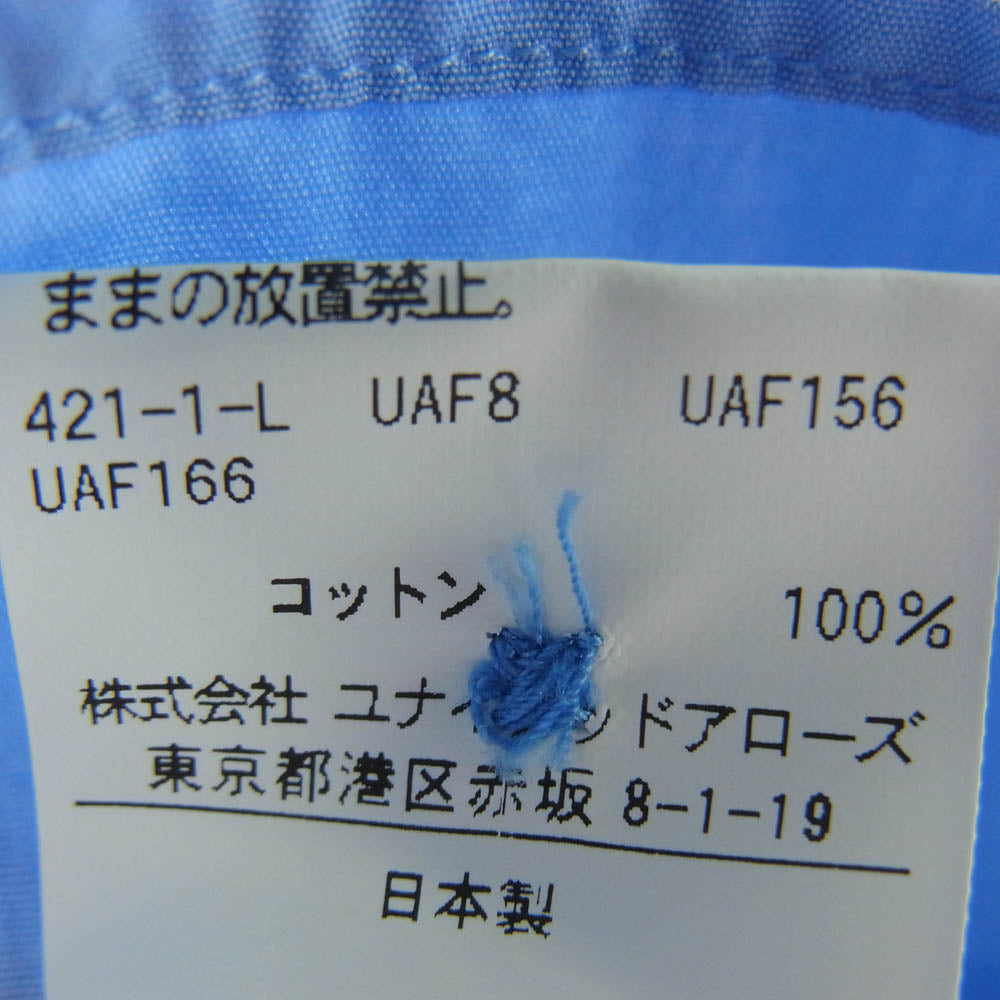 ままの放置禁止。
421-1-L UAF8 UAF156
UAF166
コットン 100%
株式会社 ユナイテッドアローズ
東京都港区赤坂 8-1-19
日本製